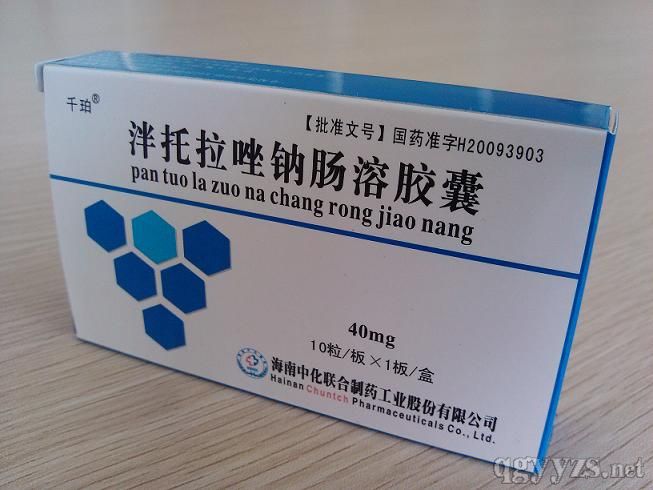 千珀®
【批准文号】国药准字H20093903
泮托拉唑钠肠溶胶囊
pan tuo la zuo na chang rong jiao nang
40mg
10粒/板×1板/盒
海南中化联合制药工业股份有限公司
Hainan Chuntch Pharmaceuticals Co., Ltd.
qgyyzs.net